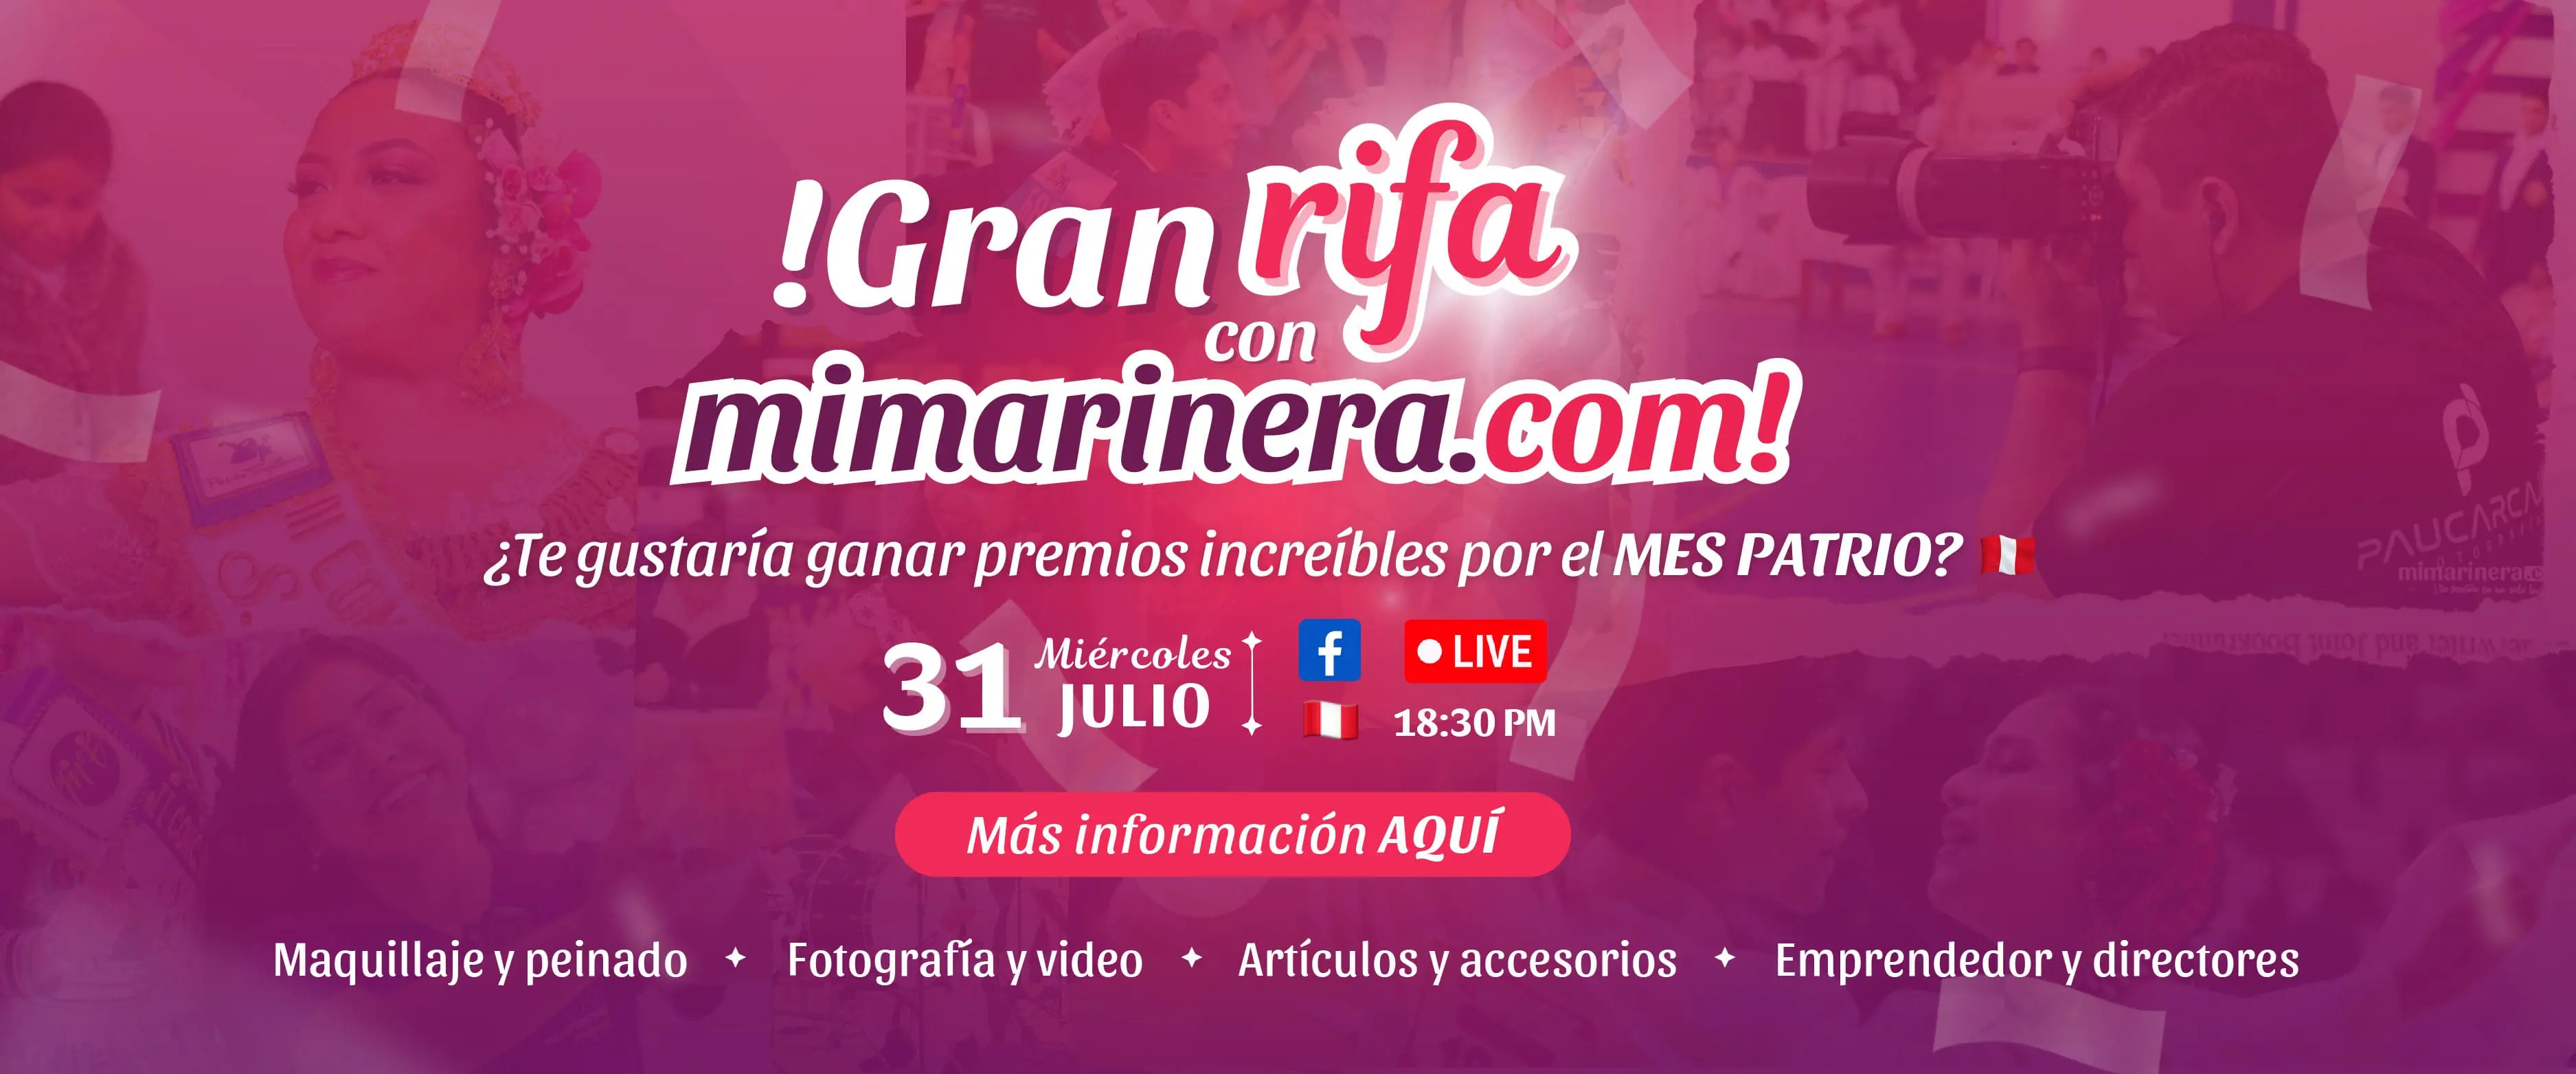 !Gran rifa
con
mimarinera.com!
¿Te gustaría ganar premios increíbles por el MES PATRIO?
31 Miércoles
JULIO
f LIVE
18:30 PM
Más información AQUÍ
Maquillaje y peinado ✦ Fotografía y video ✦ Artículos y accesorios ✦ Emprendedor y directores
mimarinera